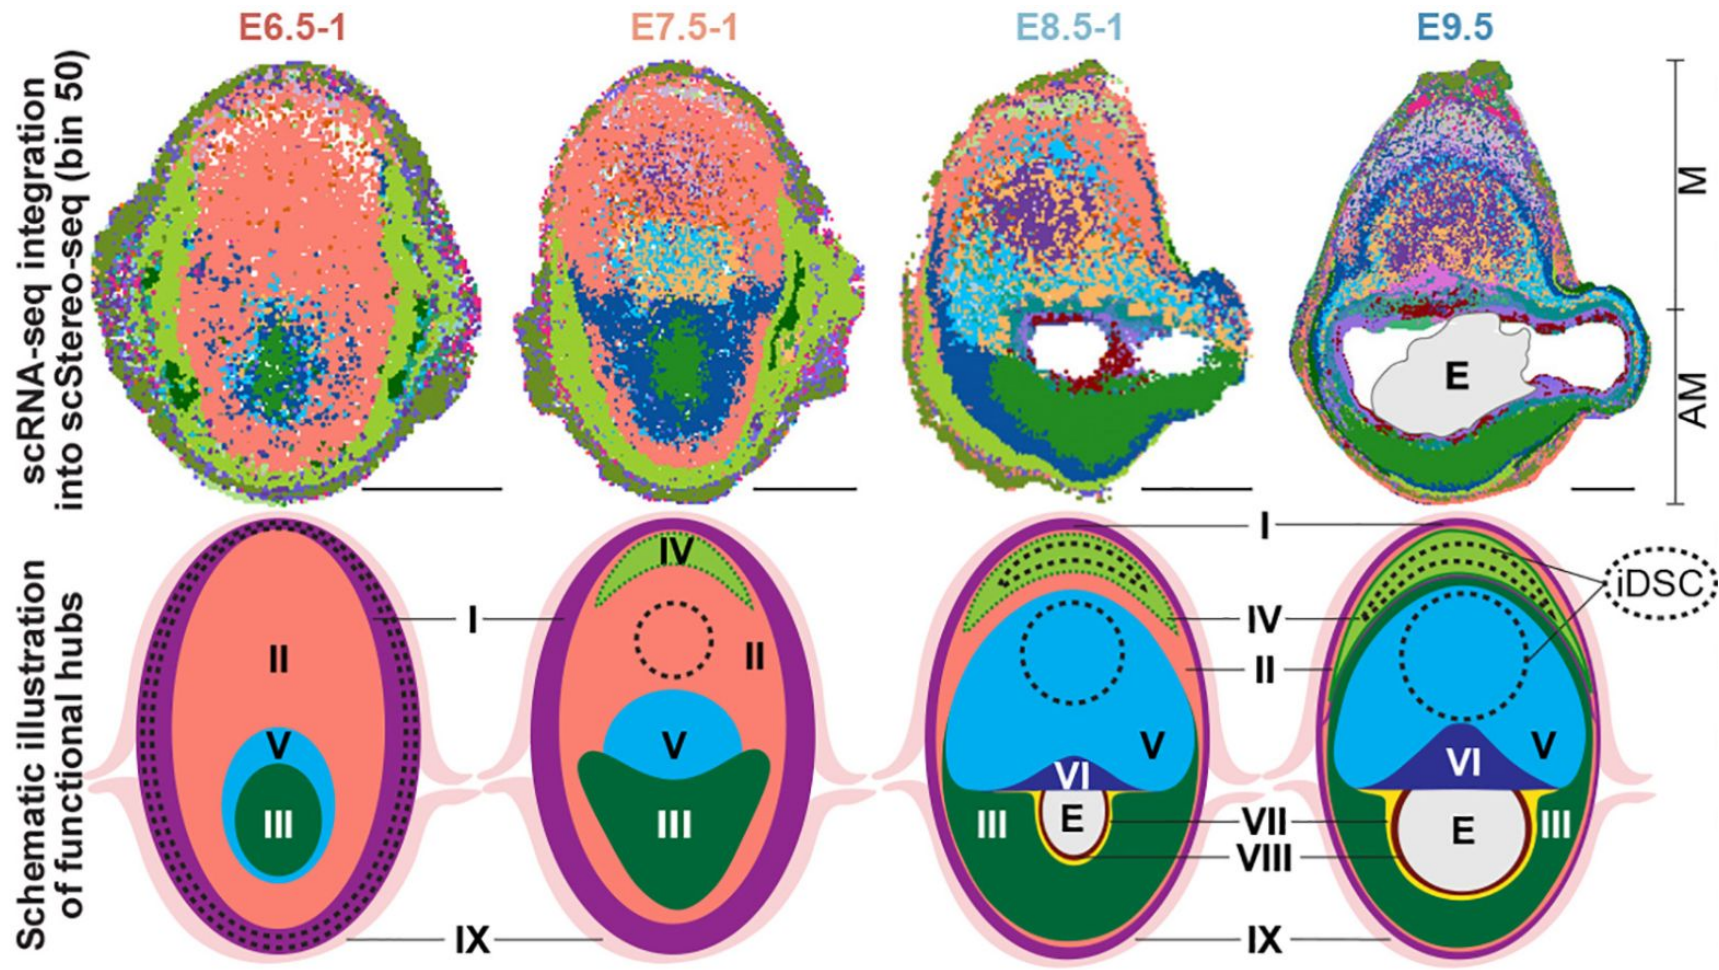 E6.5-1 E7.5-1 E8.5-1 E9.5
scRNA-seq integration
into scStereo-seq (bin 50)
E
M
AM
Schematic illustration
of functional hubs
II
V
III
I
IX
IV
II
V
III
I
IV
II
VII
VIII
IX
V
VI
III
E
iDSC
V
VI
III
E